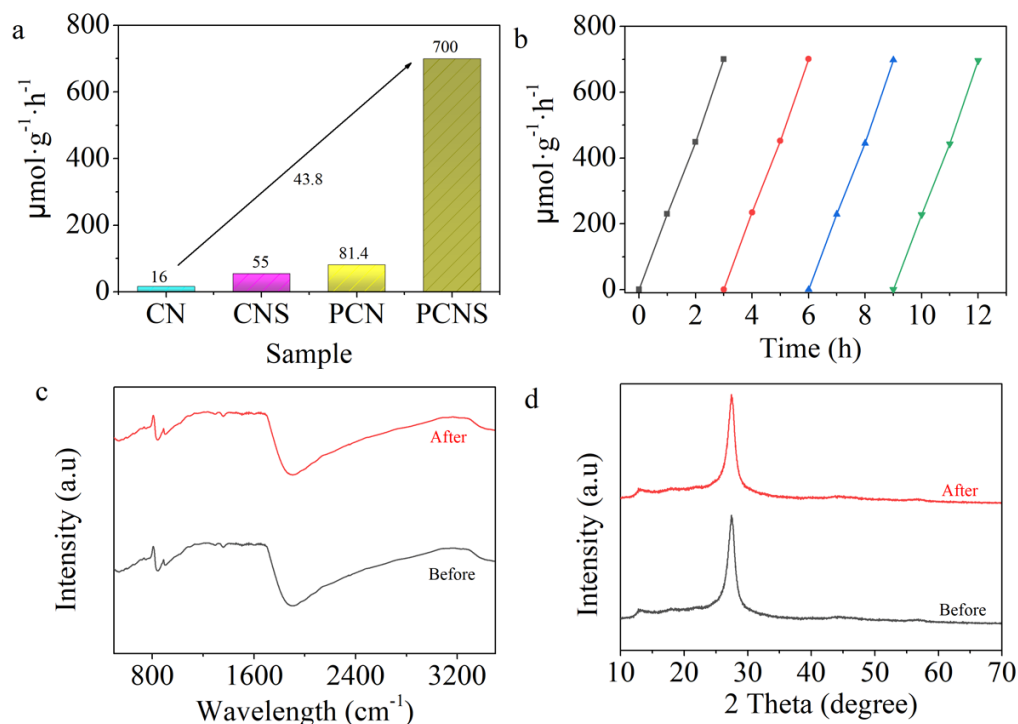 a
μmol·g⁻¹·h⁻¹
800
600
400
200
0
16
55
81.4
700
43.8
CN CNS PCN PCNS
Sample
b
μmol·g⁻¹·h⁻¹
800
600
400
200
0
0 2 4 6 8 10 12
Time (h)
c
Intensity (a.u)
After
Before
800 1600 2400 3200
Wavelength (cm⁻¹)
d
Intensity (a.u)
After
Before
10 20 30 40 50 60 70
2 Theta (degree)